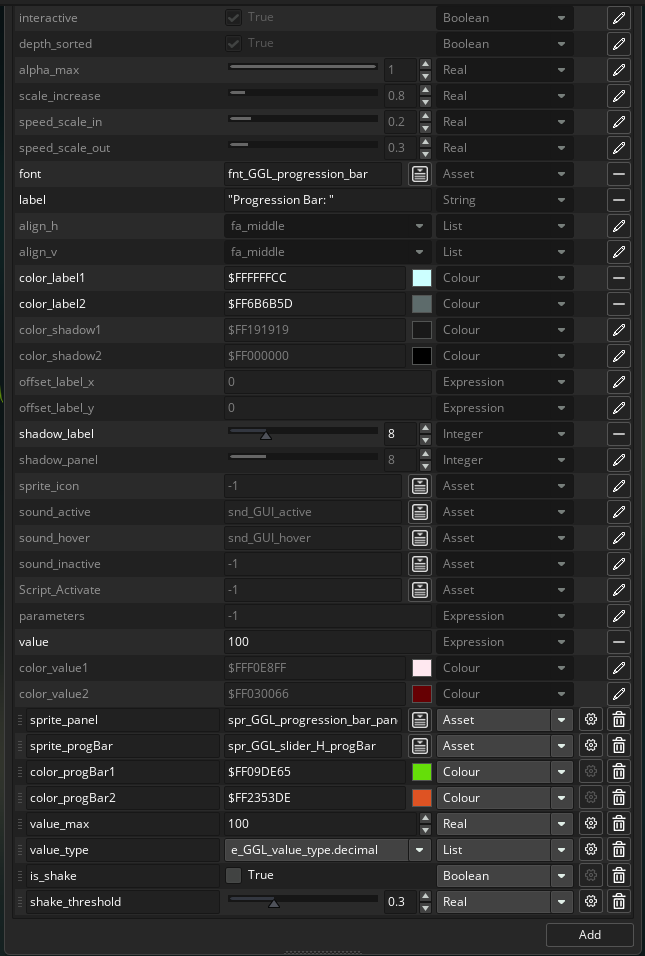 interactive True Boolean
depth_sorted True Boolean
alpha_max 1 Real
scale_increase 0.8 Real
speed_scale_in 0.2 Real
speed_scale_out 0.3 Real
font fnt_GGL_progression_bar Asset
label "Progression Bar: " String
align_h fa_middle List
align_v fa_middle List
color_label1 $FFFFFFCC Colour
color_label2 $FF6B6B5D Colour
color_shadow1 $FF191919 Colour
color_shadow2 $FF000000 Colour
offset_label_x 0 Expression
offset_label_y 0 Expression
shadow_label 8 Integer
shadow_panel 8 Integer
sprite_icon -1 Asset
sound_active snd_GUI_active Asset
sound_hover snd_GUI_hover Asset
sound_inactive -1 Asset
Script_Activate -1 Asset
parameters -1 Expression
value 100 Expression
color_value1 $FFF0E8FF Colour
color_value2 $FF030066 Colour
sprite_panel spr_GGL_progression_bar_pan Asset
sprite_progBar spr_GGL_slider_H_progBar Asset
color_progBar1 $FF09DE65 Colour
color_progBar2 $FF2353DE Colour
value_max 100 Real
value_type e_GGL_value_type.decimal List
is_shake True Boolean
shake_threshold 0.3 Real
Add